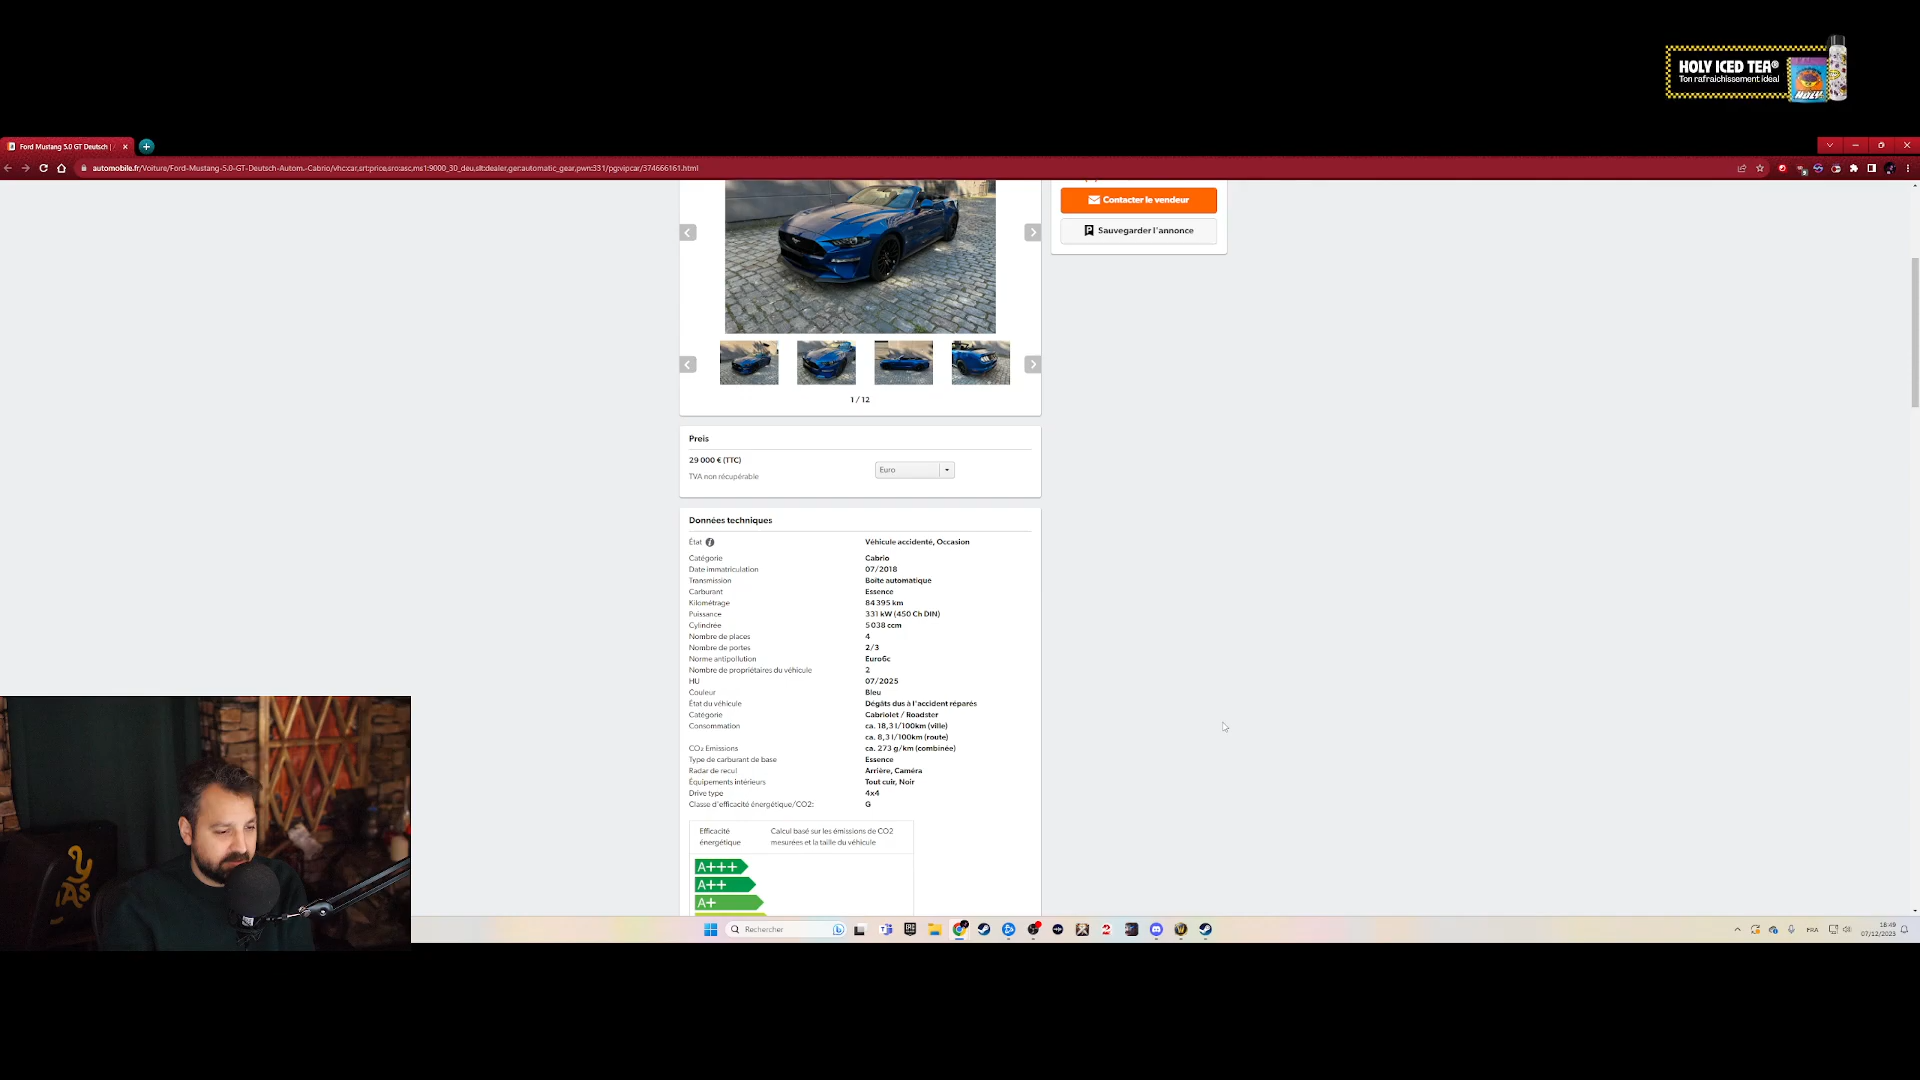 HOLY ICED TEA®
Ton rafraîchissement idéal
HOLY
Ford Mustang 5.0 GT Deutsch |
automobile.fr/Voiture/Ford-Mustang-5.0-GT-Deutsch-Autom.-Cabrio/vhc:car,srt:price,sro:asc,ms1:9000_30_deu,slt:dealer,ger:automatic_gear,pwn:331/pg:vipcar/374666161.html
Contacter le vendeur
Sauvegarder l'annonce
1 / 12
Preis
29 000 € (TTC)
Euro
TVA non récupérable
Données techniques
État Véhicule accidenté, Occasion
Catégorie Cabrio
Date immatriculation 07/2018
Transmission Boîte automatique
Carburant Essence
Kilométrage 84 395 km
Puissance 331 kW (450 Ch DIN)
Cylindrée 5 038 ccm
Nombre de places 4
Nombre de portes 2/3
Norme antipollution Euro6c
Nombre de propriétaires du véhicule 2
HU 07/2025
Couleur Bleu
État du véhicule Dégâts dus à l'accident réparés
Catégorie Cabriolet / Roadster
Consommation ca. 18,3 l/100km (ville)
ca. 8,3 l/100km (route)
CO₂ Emissions ca. 273 g/km (combinée)
Type de carburant de base Essence
Radar de recul Arrière, Caméra
Équipements intérieurs Tout cuir, Noir
Drive type 4x4
Classe d'efficacité énergétique/CO2: G
Efficacité énergétique
Calcul basé sur les émissions de CO2
mesurées et la taille du véhicule
A+++
A++
A+
Rechercher
FRA
18:49
07/12/2023